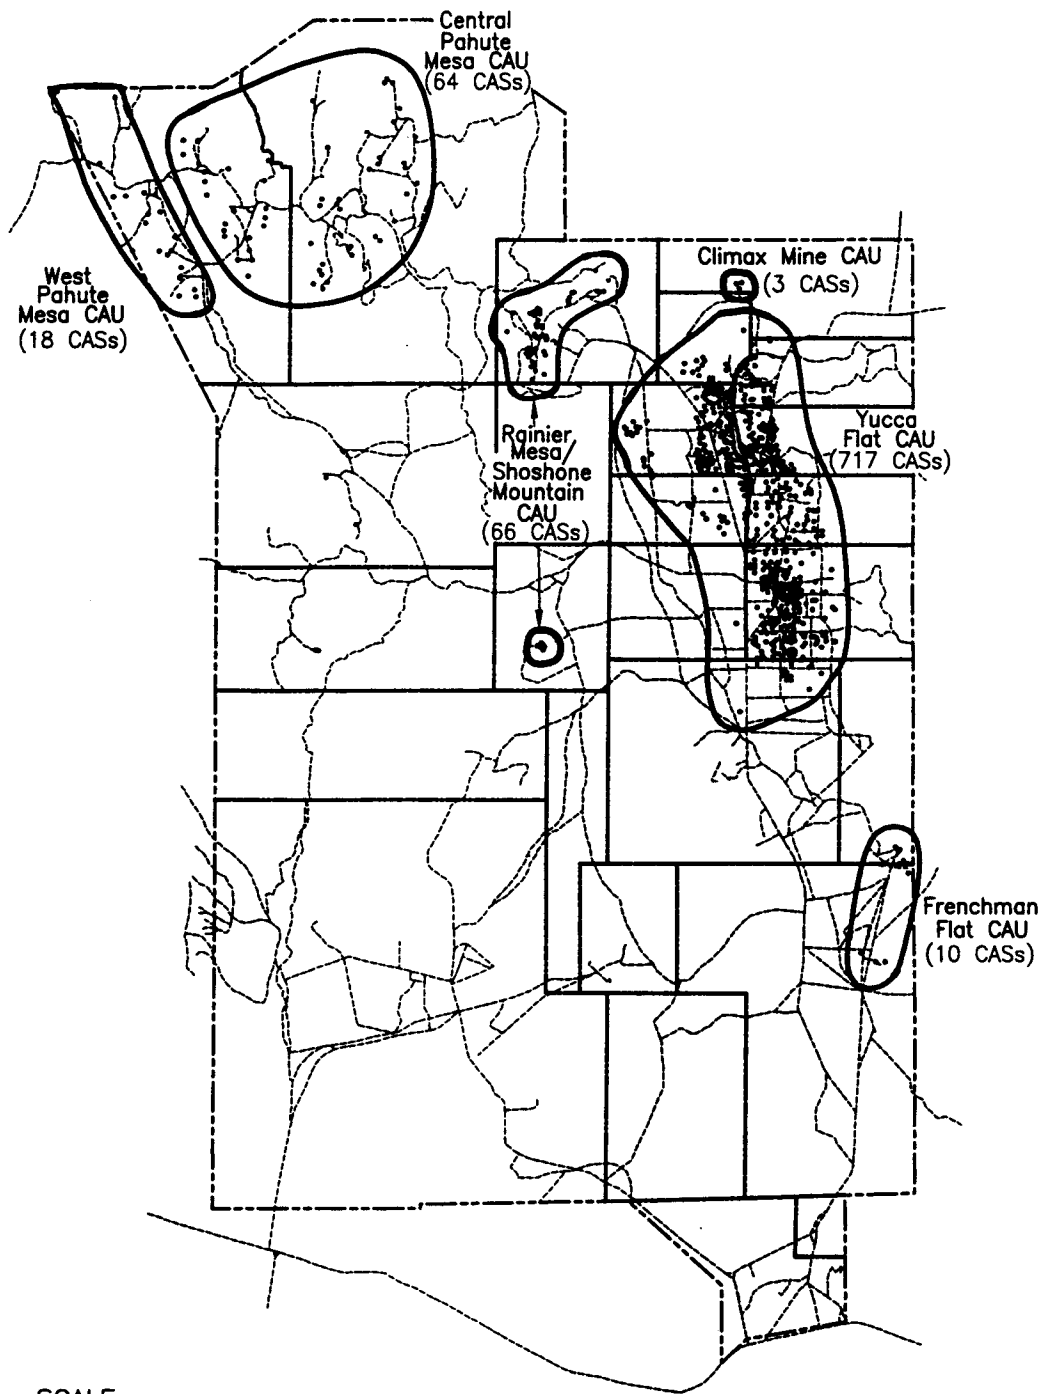 Central
Pahute
Mesa CAU
(64 CASs)
West
Pahute
Mesa CAU
(18 CASs)
Climax Mine CAU
(3 CASs)
Yucca
Flat CAU
(717 CASs)
Rainier
Mesa/
Shoshone
Mountain
CAU
(66 CASs)
Frenchman
Flat CAU
(10 CASs)
SCALE